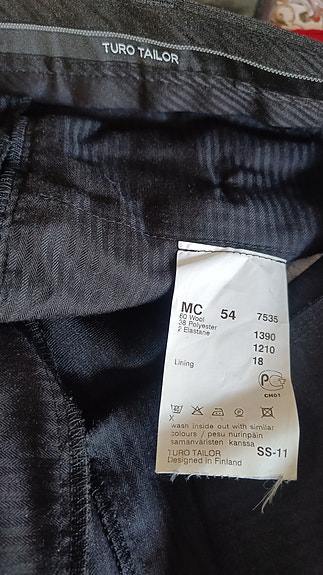 TURO TAILOR
MC 54 7535
60 Wool
38 Polyester
2 Elastane 1390
1210
Lining 18
CH01
X
wash inside out with similar
colours / pesu nurinpäin
samanväristen kanssa
TURO TAILOR SS-11
Designed in Finland